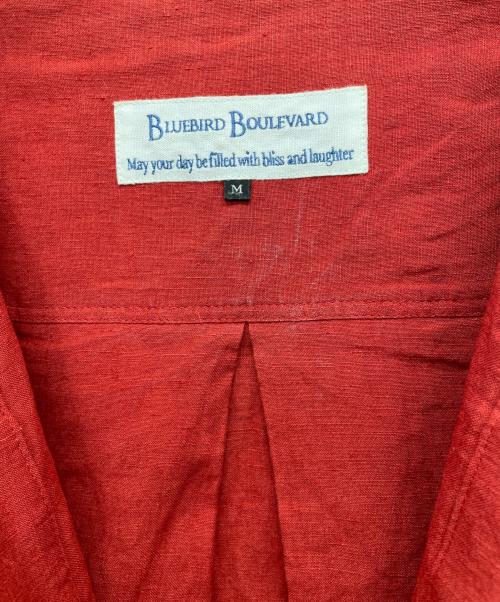 BLUEBIRD BOULEVARD
May your day be filled with bliss and laughter
M